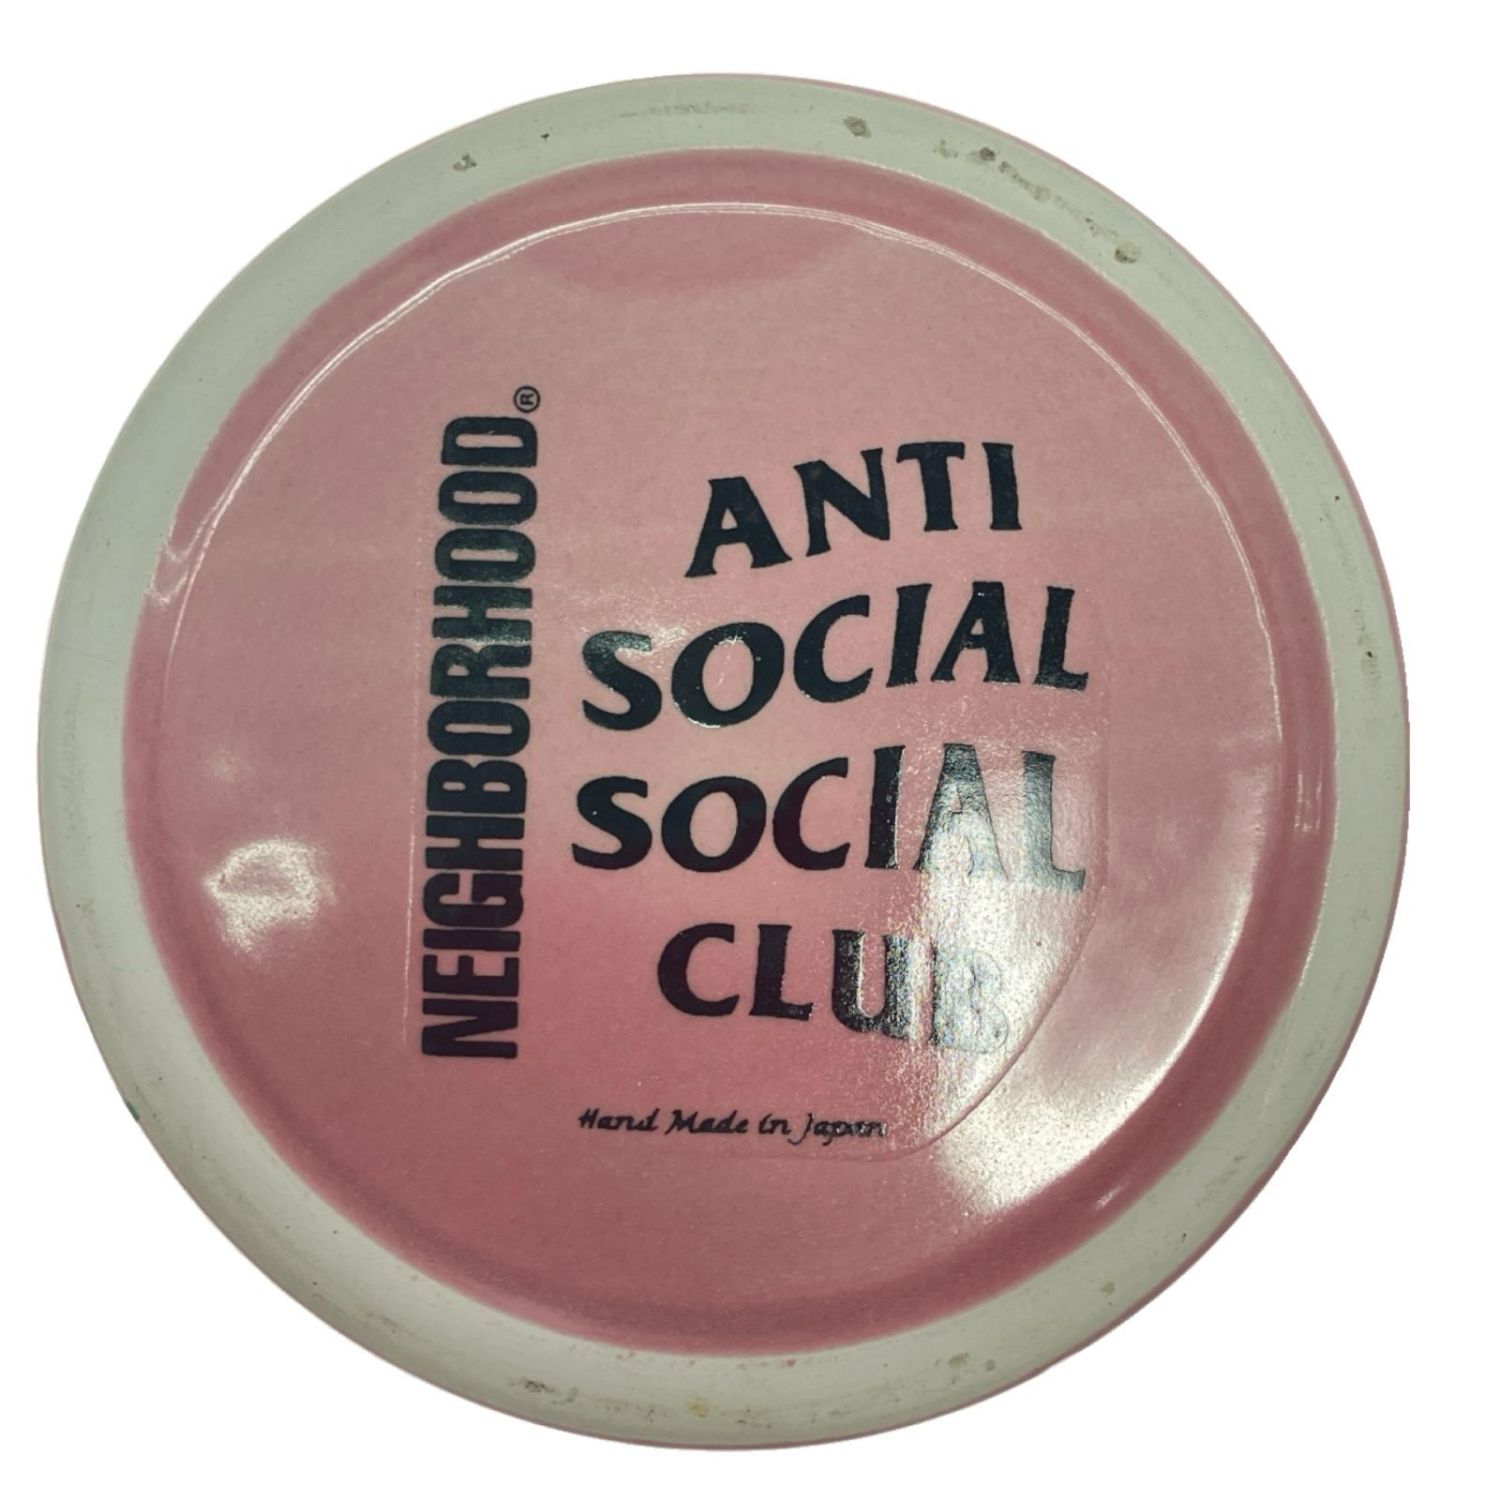 NEIGHBORHOOD®
ANTI
SOCIAL
SOCIAL
CLUB
Hand Made in Japan